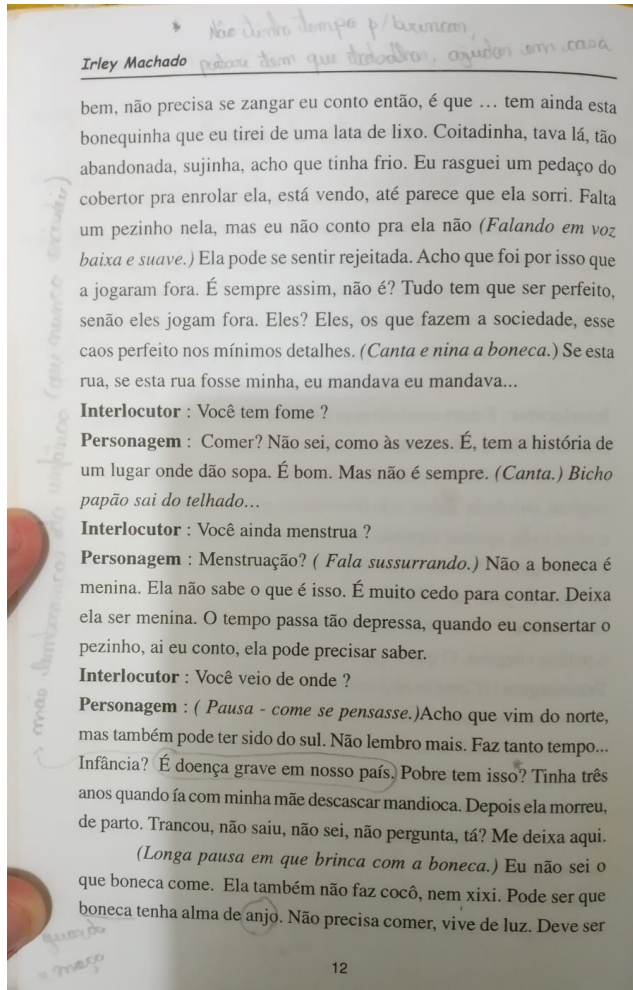 * Não tinha tempo p/ brincar,
Irley Machado pobre tem que trabalhar, ajudar em casa
bem, não precisa se zangar eu conto então, é que ... tem ainda esta
bonequinha que eu tirei de uma lata de lixo. Coitadinha, tava lá, tão
abandonada, sujinha, acho que tinha frio. Eu rasguei um pedaço do
cobertor pra enrolar ela, está vendo, até parece que ela sorri. Falta
um pezinho nela, mas eu não conto pra ela não (Falando em voz
baixa e suave.) Ela pode se sentir rejeitada. Acho que foi por isso que
a jogaram fora. É sempre assim, não é? Tudo tem que ser perfeito,
senão eles jogam fora. Eles? Eles, os que fazem a sociedade, esse
caos perfeito nos mínimos detalhes. (Canta e nina a boneca.) Se esta
rua, se esta rua fosse minha, eu mandava eu mandava...
Interlocutor : Você tem fome ?
Personagem : Comer? Não sei, como às vezes. É, tem a história de
um lugar onde dão sopa. É bom. Mas não é sempre. (Canta.) Bicho
papão sai do telhado...
Interlocutor : Você ainda menstrua ?
Personagem : Menstruação? ( Fala sussurrando.) Não a boneca é
menina. Ela não sabe o que é isso. É muito cedo para contar. Deixa
ela ser menina. O tempo passa tão depressa, quando eu consertar o
pezinho, ai eu conto, ela pode precisar saber.
Interlocutor : Você veio de onde ?
Personagem : ( Pausa - come se pensasse.)Acho que vim do norte,
mas também pode ter sido do sul. Não lembro mais. Faz tanto tempo...
Infância? É doença grave em nosso país. Pobre tem isso*? Tinha três
anos quando ía com minha mãe descascar mandioca. Depois ela morreu,
de parto. Trancou, não saiu, não sei, não pergunta, tá? Me deixa aqui.
(Longa pausa em que brinca com a boneca.) Eu não sei o
que boneca come. Ela também não faz cocô, nem xixi. Pode ser que
boneca tenha alma de anjo. Não precisa comer, vive de luz. Deve ser
guarda
12
não lembranças da infância (que nunca existiu)